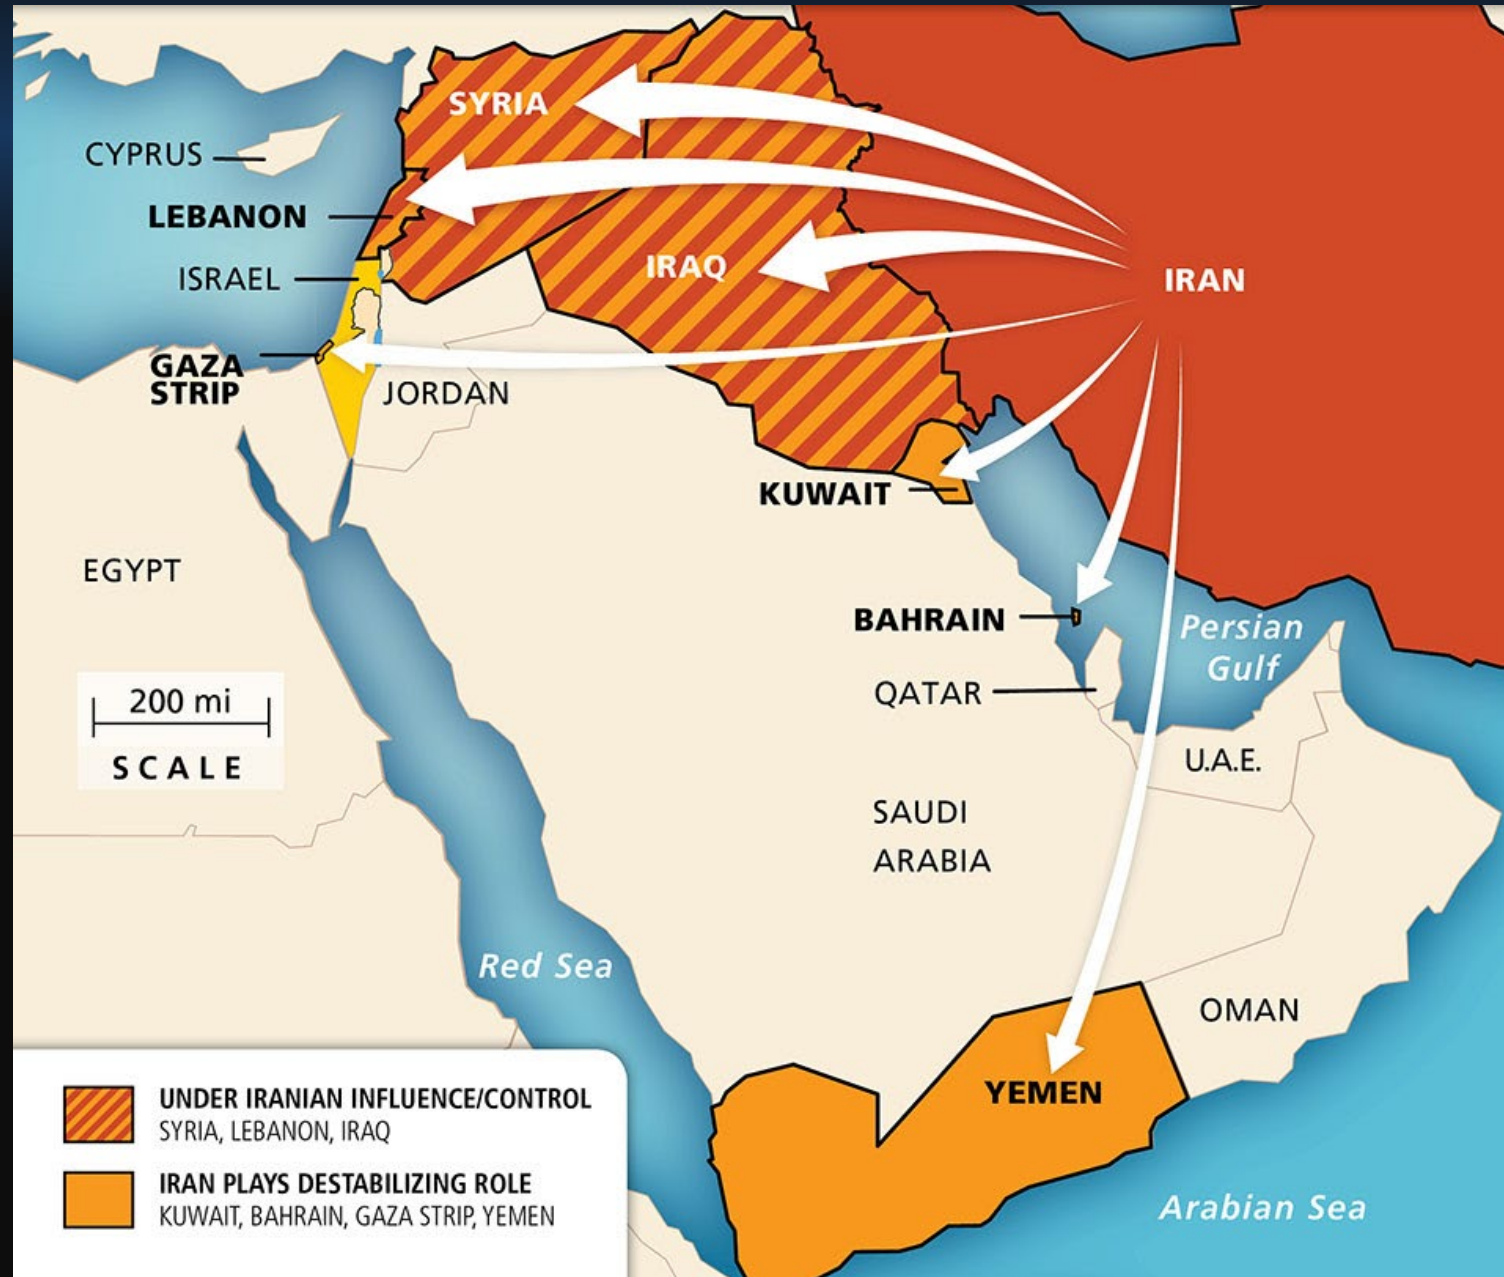 SYRIA
CYPRUS
LEBANON
IRAQ
ISRAEL
IRAN
GAZA
STRIP
JORDAN
KUWAIT
EGYPT
BAHRAIN
Persian
Gulf
QATAR
200 mi
SCALE
U.A.E.
SAUDI
ARABIA
Red Sea
OMAN
YEMEN
UNDER IRANIAN INFLUENCE/CONTROL
SYRIA, LEBANON, IRAQ
IRAN PLAYS DESTABILIZING ROLE
KUWAIT, BAHRAIN, GAZA STRIP, YEMEN
Arabian Sea